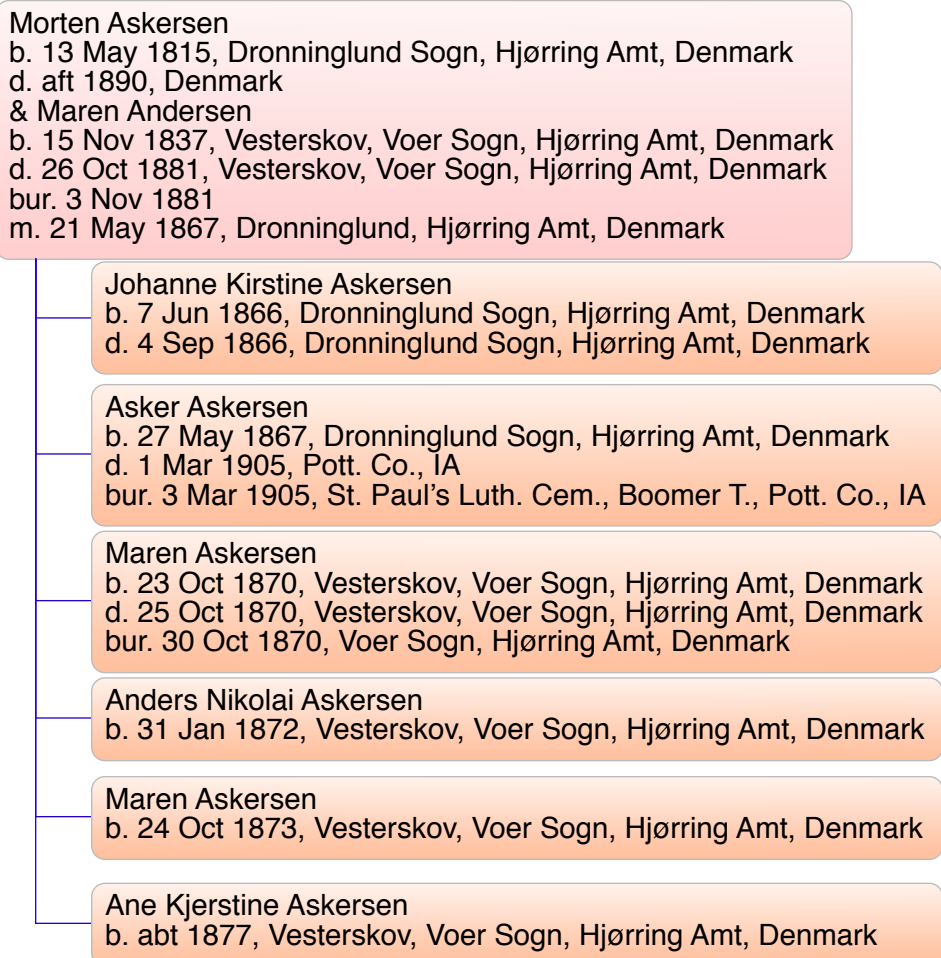 Morten Askersen
b. 13 May 1815, Dronninglund Sogn, Hjørring Amt, Denmark
d. aft 1890, Denmark
& Maren Andersen
b. 15 Nov 1837, Vesterskov, Voer Sogn, Hjørring Amt, Denmark
d. 26 Oct 1881, Vesterskov, Voer Sogn, Hjørring Amt, Denmark
bur. 3 Nov 1881
m. 21 May 1867, Dronninglund, Hjørring Amt, Denmark
Johanne Kirstine Askersen
b. 7 Jun 1866, Dronninglund Sogn, Hjørring Amt, Denmark
d. 4 Sep 1866, Dronninglund Sogn, Hjørring Amt, Denmark
Asker Askersen
b. 27 May 1867, Dronninglund Sogn, Hjørring Amt, Denmark
d. 1 Mar 1905, Pott. Co., IA
bur. 3 Mar 1905, St. Paul’s Luth. Cem., Boomer T., Pott. Co., IA
Maren Askersen
b. 23 Oct 1870, Vesterskov, Voer Sogn, Hjørring Amt, Denmark
d. 25 Oct 1870, Vesterskov, Voer Sogn, Hjørring Amt, Denmark
bur. 30 Oct 1870, Voer Sogn, Hjørring Amt, Denmark
Anders Nikolai Askersen
b. 31 Jan 1872, Vesterskov, Voer Sogn, Hjørring Amt, Denmark
Maren Askersen
b. 24 Oct 1873, Vesterskov, Voer Sogn, Hjørring Amt, Denmark
Ane Kjerstine Askersen
b. abt 1877, Vesterskov, Voer Sogn, Hjørring Amt, Denmark